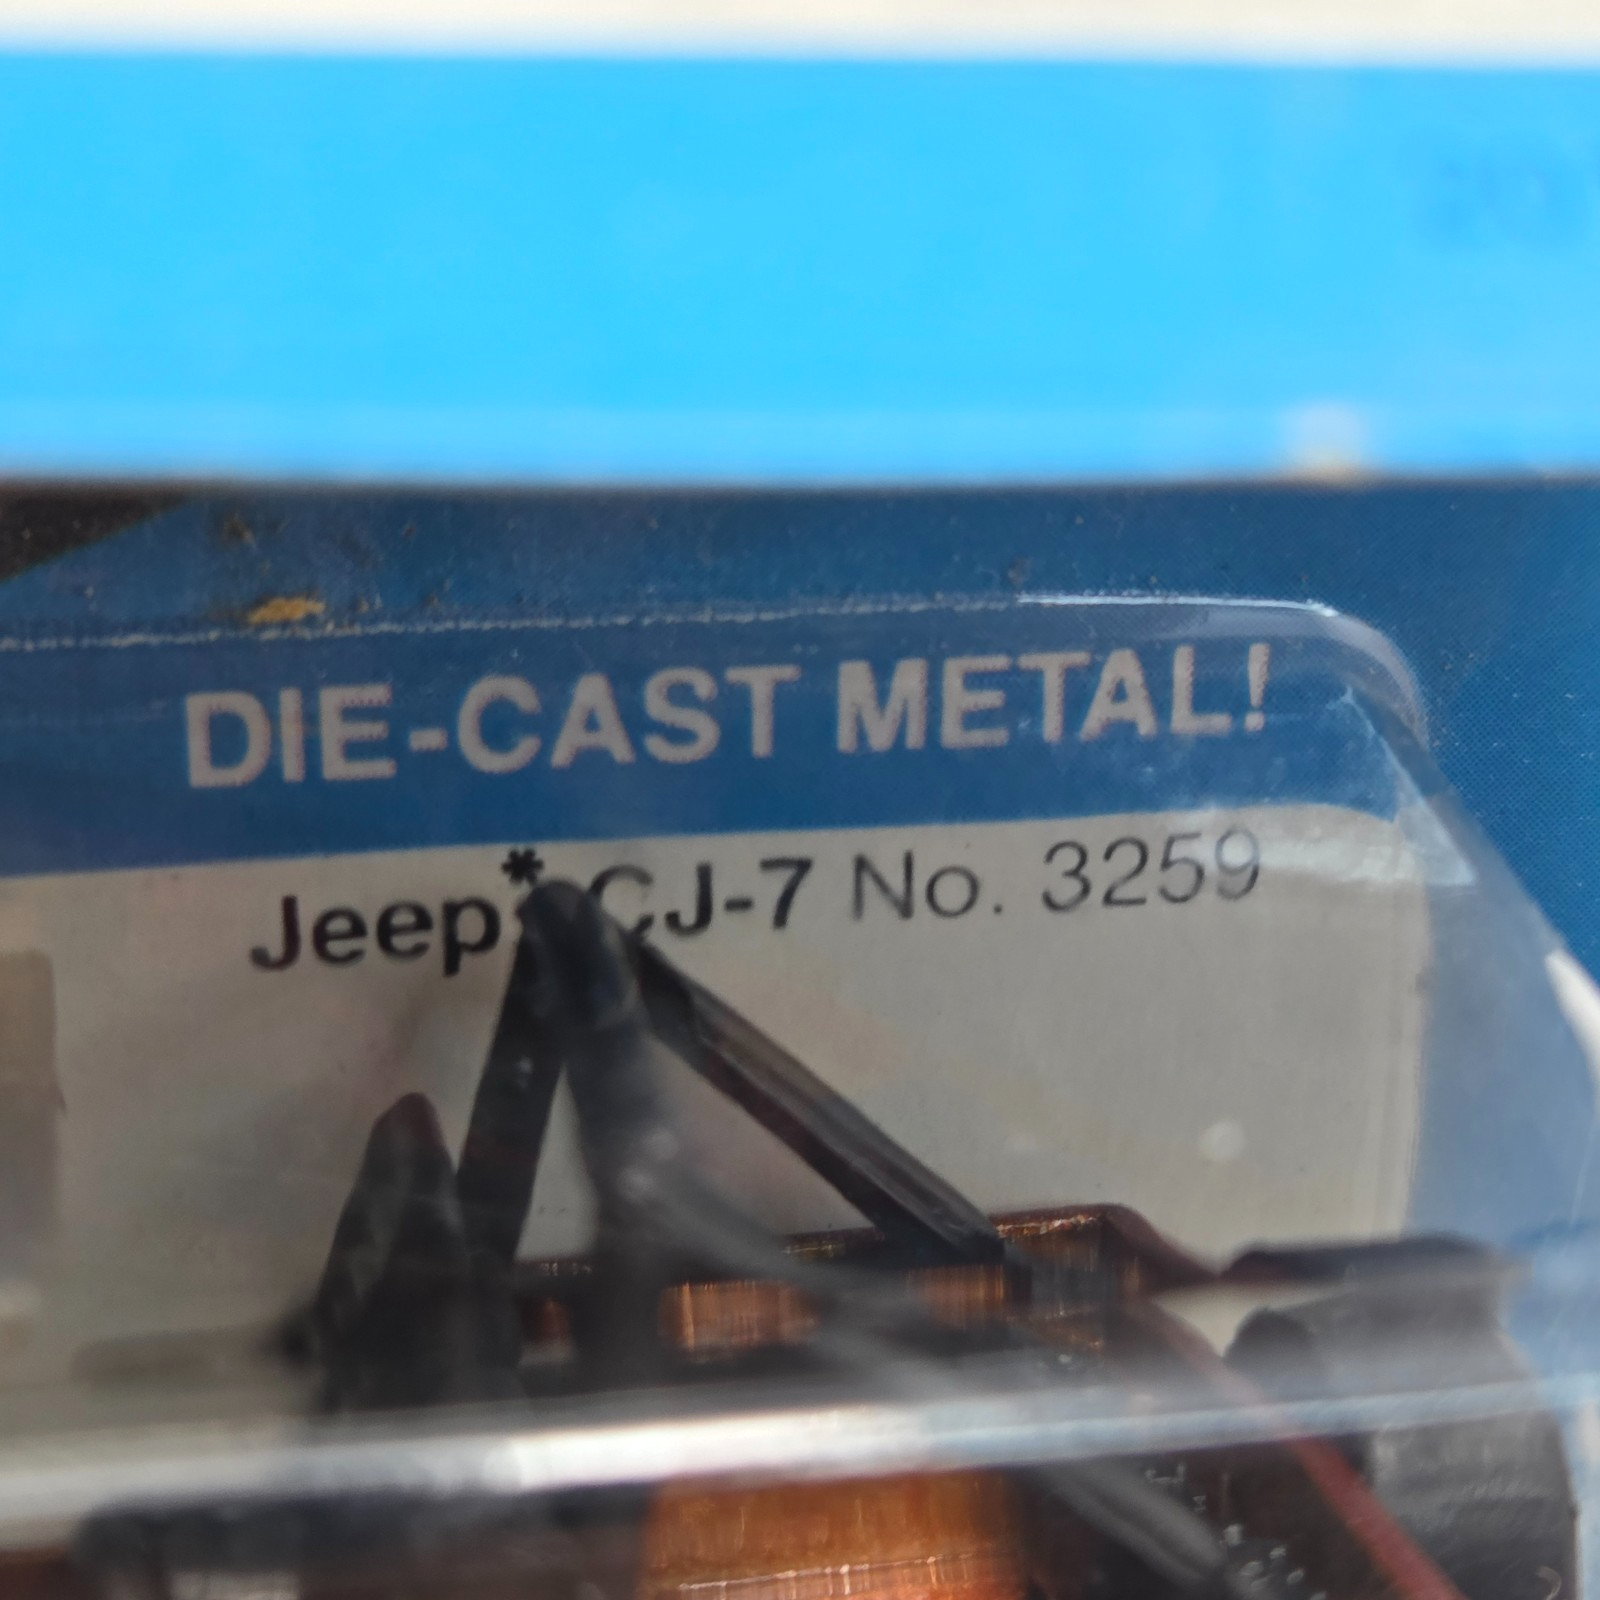 DIE-CAST METAL!
Jeep* CJ-7 No. 3259